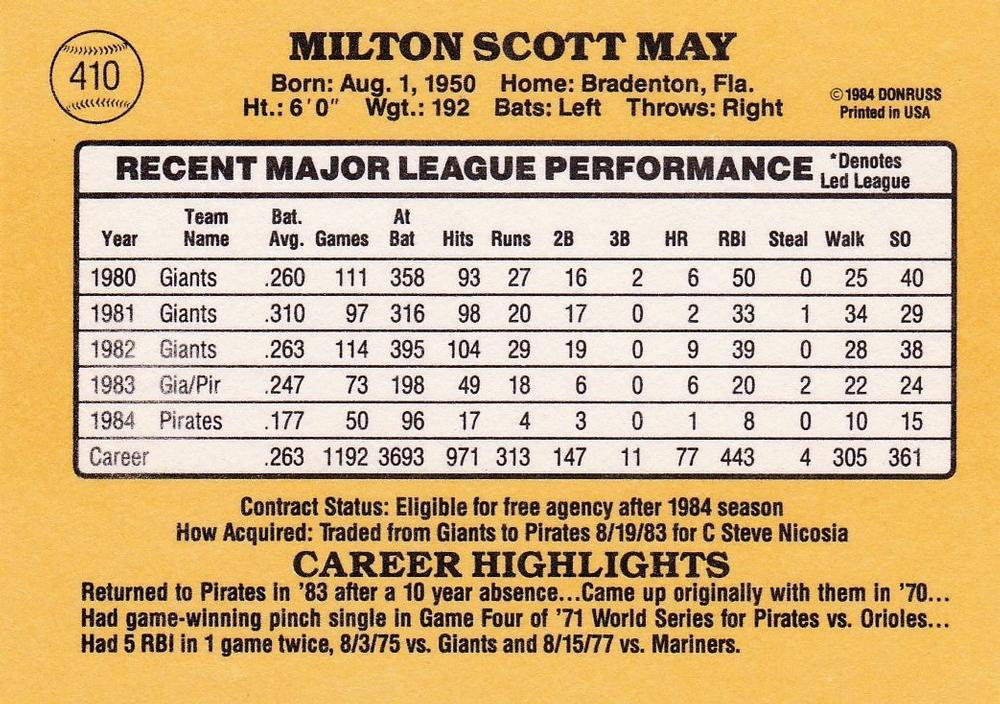 410
MILTON SCOTT MAY
Born: Aug. 1, 1950 Home: Bradenton, Fla.
Ht.: 6'0" Wgt.: 192 Bats: Left Throws: Right
©1984 DONRUSS
Printed in USA
RECENT MAJOR LEAGUE PERFORMANCE *Denotes
Led League
Team Bat. At
Year Name Avg. Games Bat Hits Runs 2B 3B HR RBI Steal Walk SO
1980 Giants .260 111 358 93 27 16 2 6 50 0 25 40
1981 Giants .310 97 316 98 20 17 0 2 33 1 34 29
1982 Giants .263 114 395 104 29 19 0 9 39 0 28 38
1983 Gia/Pir .247 73 198 49 18 6 0 6 20 2 22 24
1984 Pirates .177 50 96 17 4 3 0 1 8 0 10 15
Career .263 1192 3693 971 313 147 11 77 443 4 305 361
Contract Status: Eligible for free agency after 1984 season
How Acquired: Traded from Giants to Pirates 8/19/83 for C Steve Nicosia
CAREER HIGHLIGHTS
Returned to Pirates in '83 after a 10 year absence...Came up originally with them in '70...
Had game-winning pinch single in Game Four of '71 World Series for Pirates vs. Orioles...
Had 5 RBI in 1 game twice, 8/3/75 vs. Giants and 8/15/77 vs. Mariners.